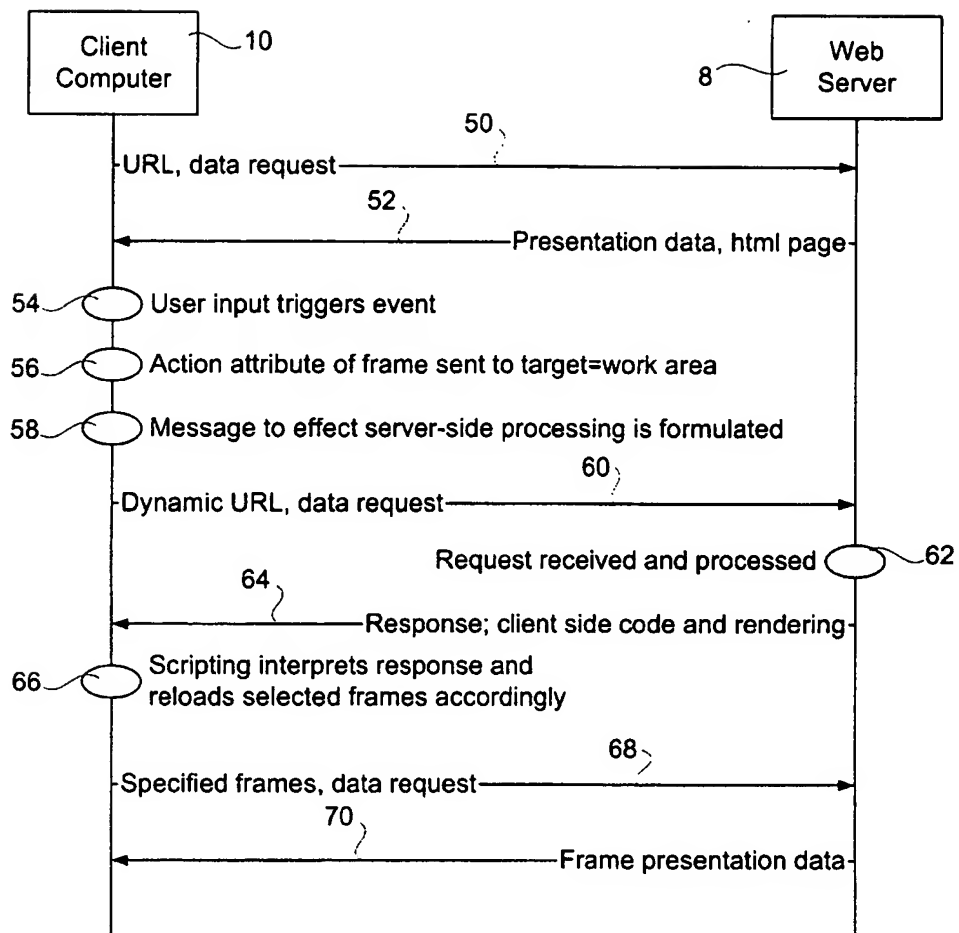 Client
Computer
10
8
Web
Server
50
URL, data request
52
Presentation data, html page
54
User input triggers event
56
Action attribute of frame sent to target=work area
58
Message to effect server-side processing is formulated
60
Dynamic URL, data request
Request received and processed
62
64
Response; client side code and rendering
66
Scripting interprets response and
reloads selected frames accordingly
68
Specified frames, data request
70
Frame presentation data